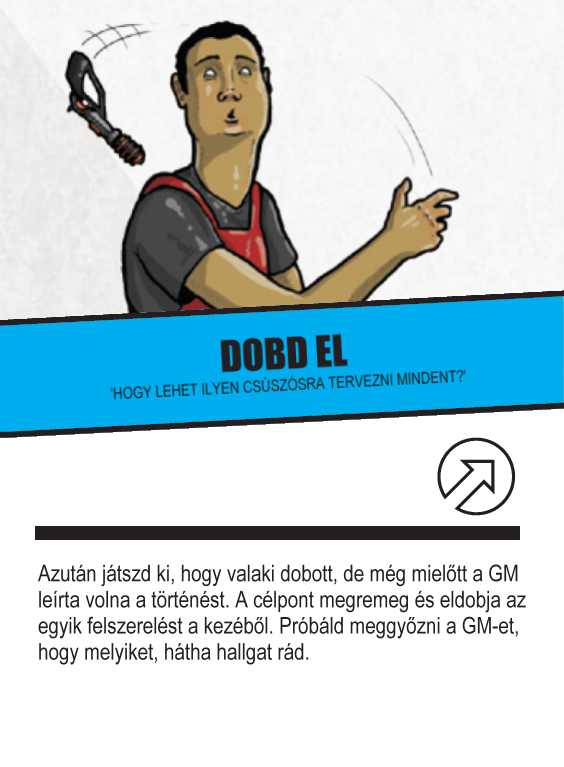 DOBD EL
'HOGY LEHET ILYEN CSÚSZÓSRA TERVEZNI MINDENT?'
Azután játszd ki, hogy valaki dobott, de még mielőtt a GM
leírta volna a történést. A célpont megremeg és eldobja az
egyik felszerelést a kezéből. Próbáld meggyőzni a GM-et,
hogy melyiket, hátha hallgat rád.